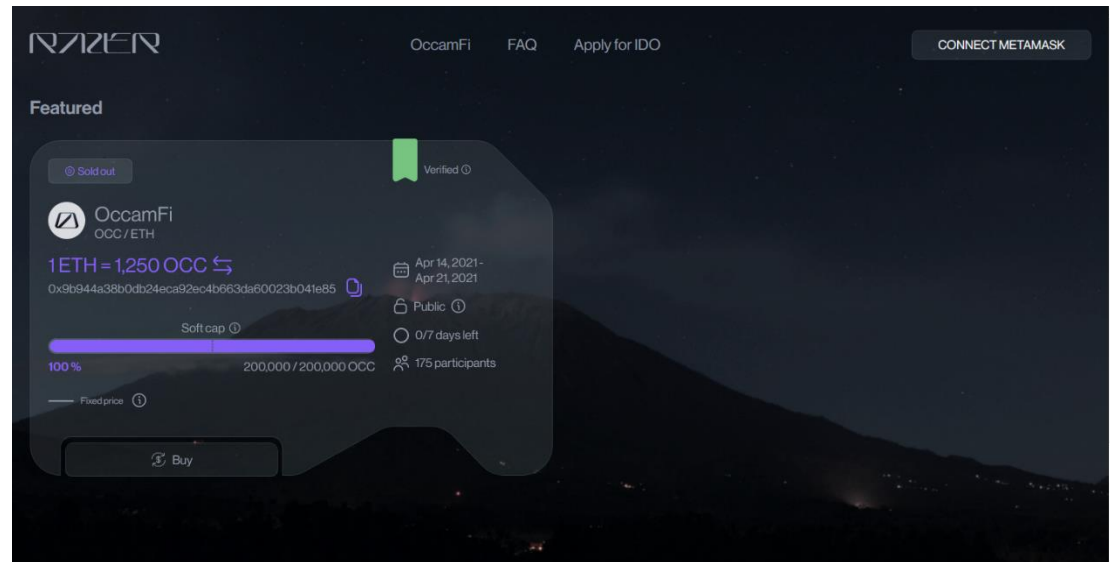 RAZER
OccamFi
FAQ
Apply for IDO
CONNECT METAMASK
Featured
Sold out
Verified
OccamFi
OCC / ETH
1 ETH = 1,250 OCC
0x9b944a38b0db24eca92ec4b663da60023b041e85
Soft cap
100 %
200,000 / 200,000 OCC
Fixed price
Apr 14, 2021 -
Apr 21, 2021
Public
0/7 days left
175 participants
Buy